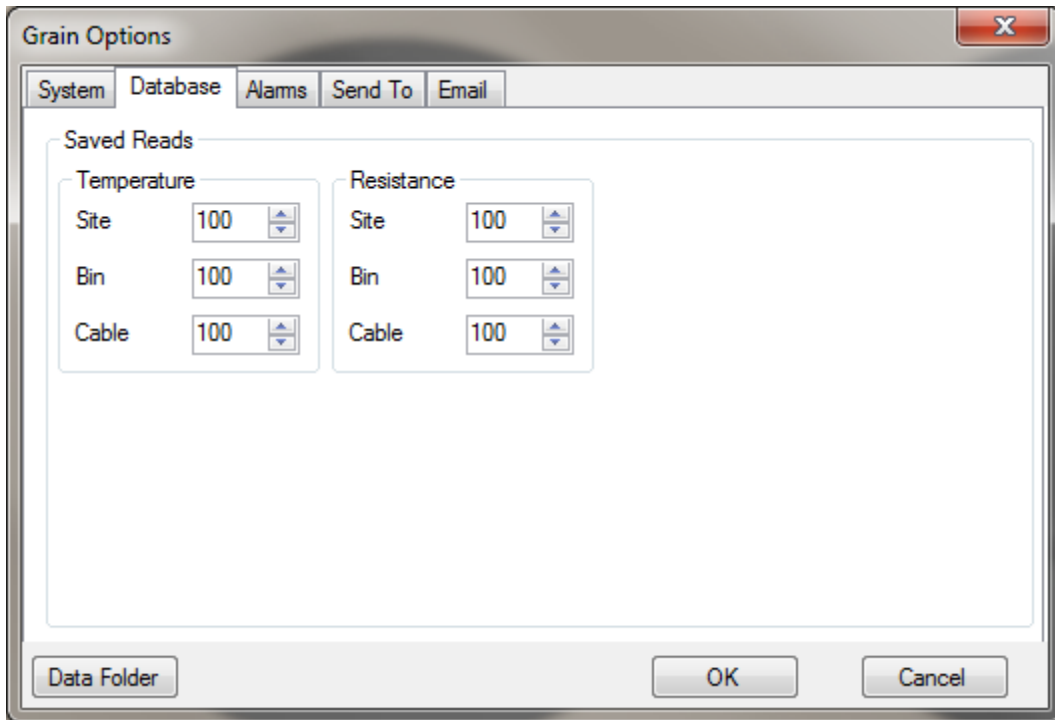 Grain Options
System Database Alarms Send To Email
Saved Reads
Temperature Resistance
Site 100 Site 100
Bin 100 Bin 100
Cable 100 Cable 100
Data Folder OK Cancel